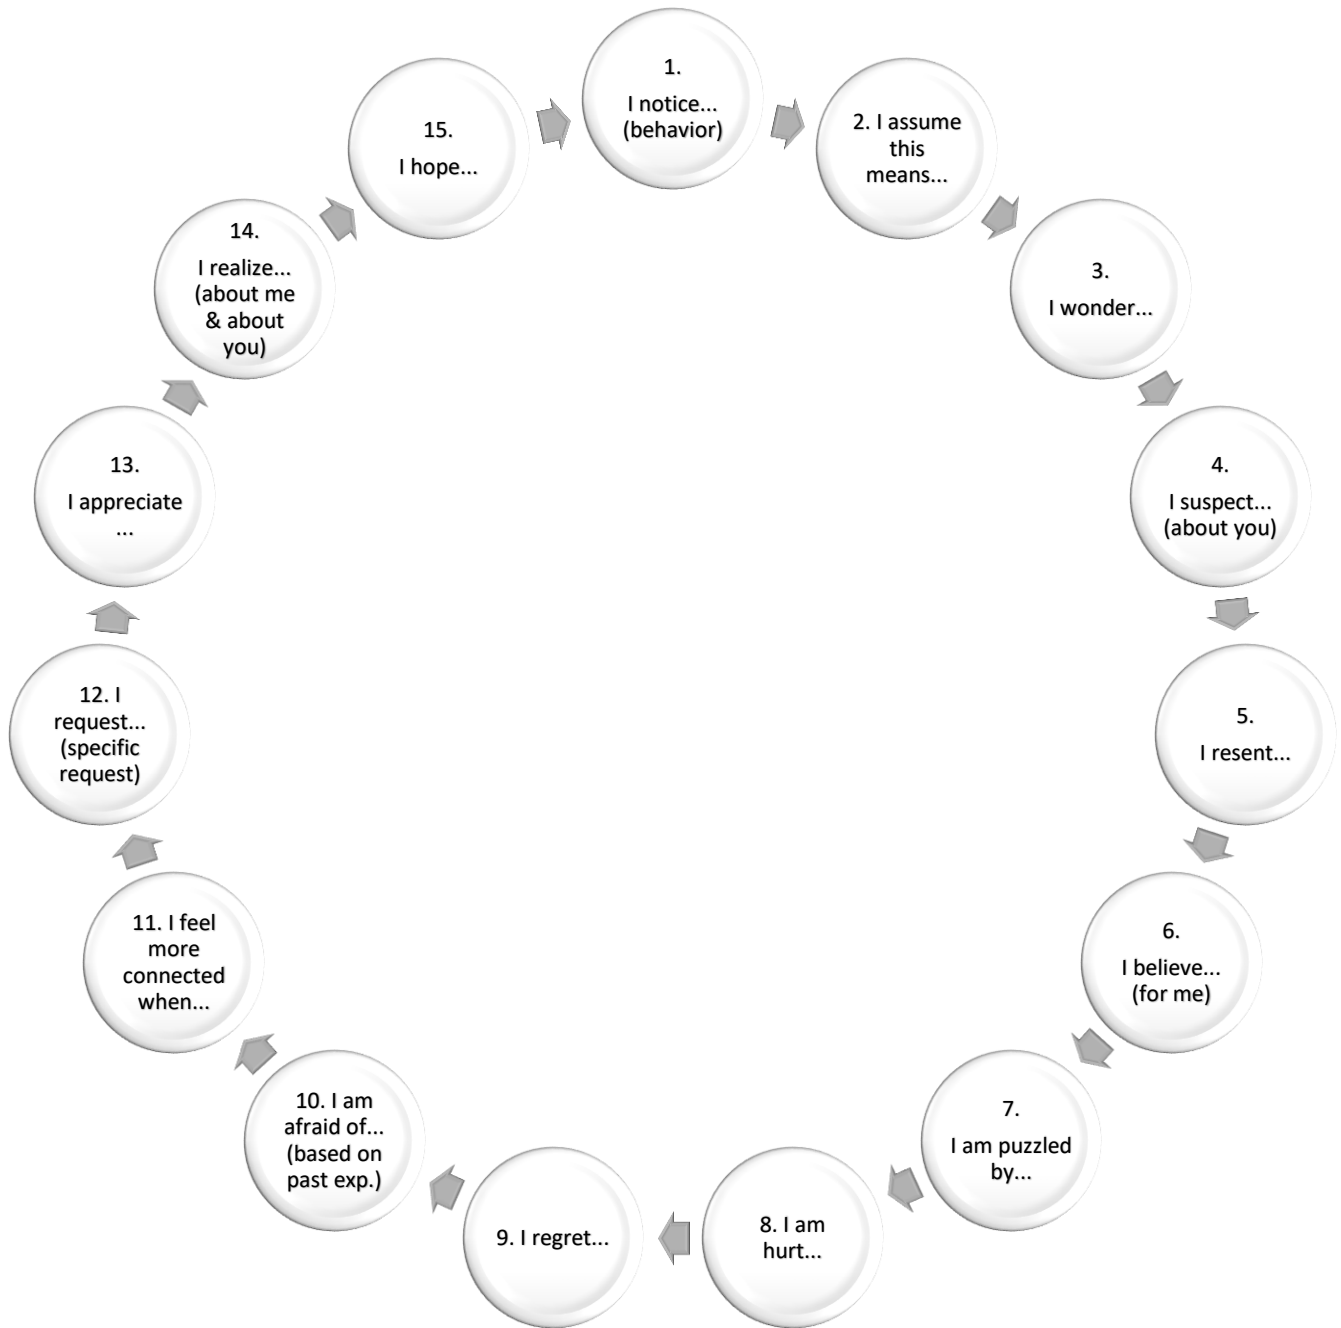 1.
I notice...
(behavior)
2. I assume
this
means...
3.
I wonder...
4.
I suspect...
(about you)
5.
I resent...
6.
I believe...
(for me)
7.
I am puzzled
by...
8. I am
hurt...
9. I regret...
10. I am
afraid of...
(based on
past exp.)
11. I feel
more
connected
when...
12. I
request...
(specific
request)
13.
I appreciate
...
14.
I realize...
(about me
& about
you)
15.
I hope...